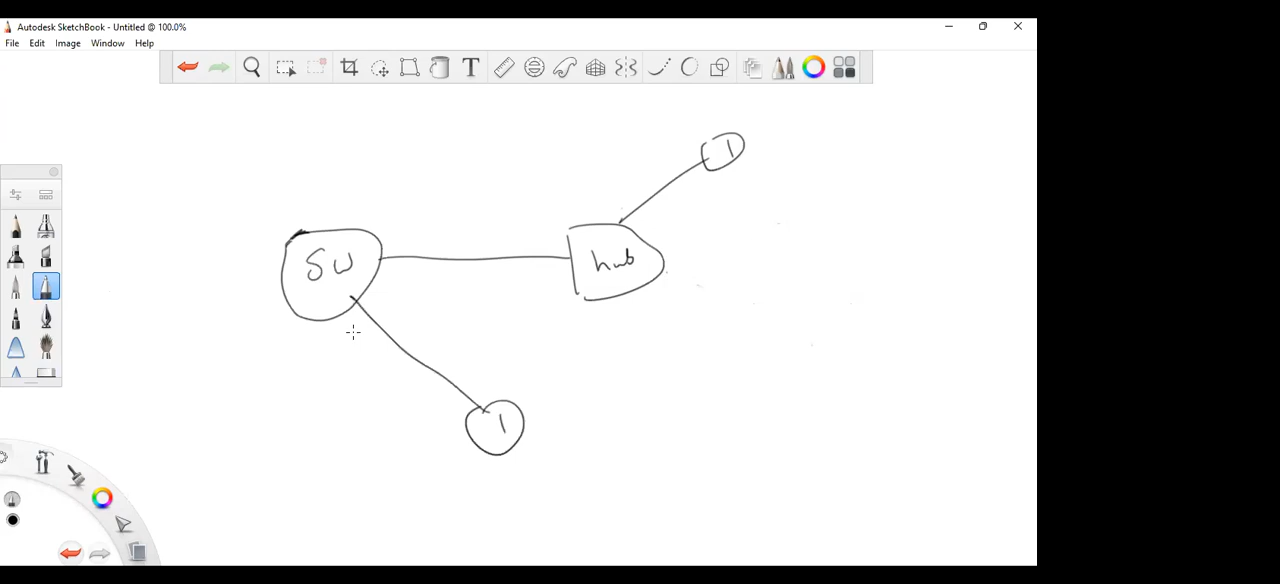 Autodesk SketchBook - Untitled @ 100.0%
File Edit Image Window Help
T
1
SW
hub
1